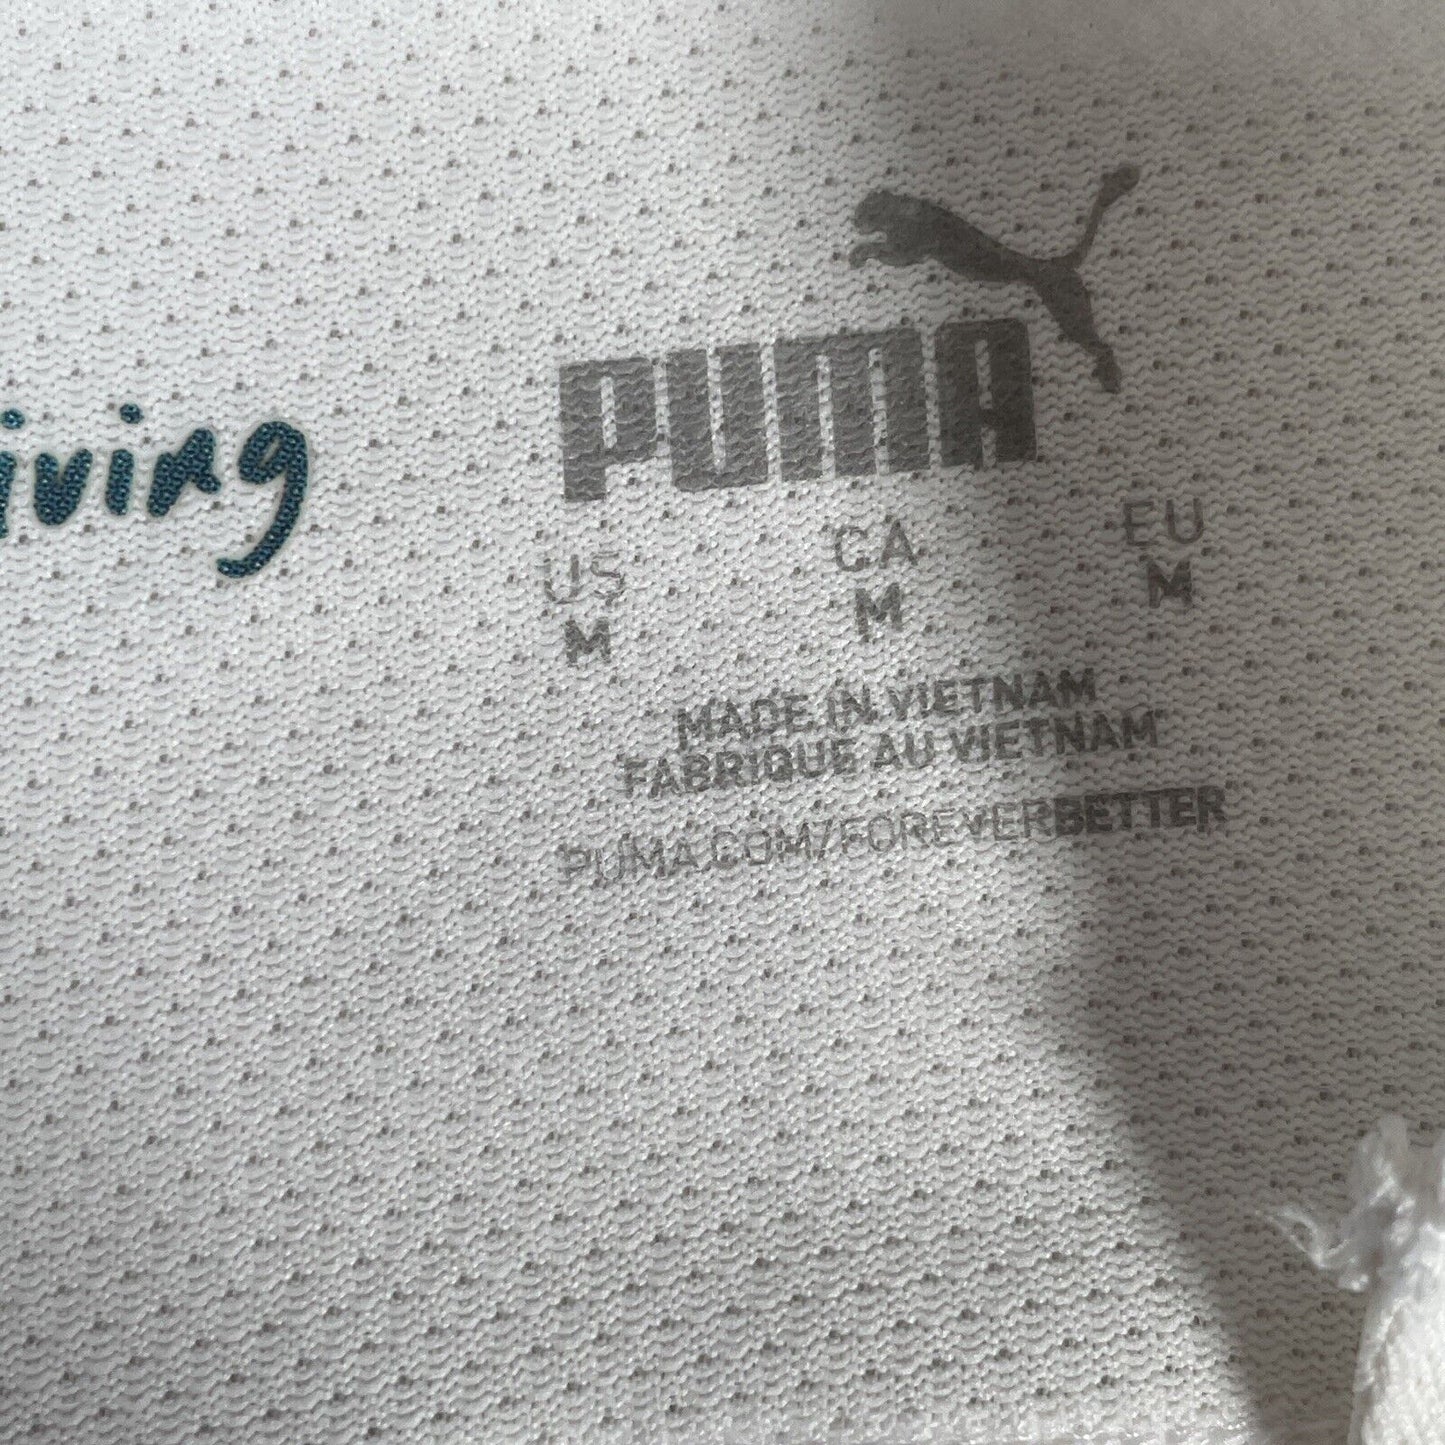 iving
PUMA
US CA EU
M M M
MADE IN VIETNAM
FABRIQUE AU VIETNAM
PUMA.COM/FOREVERBETTER